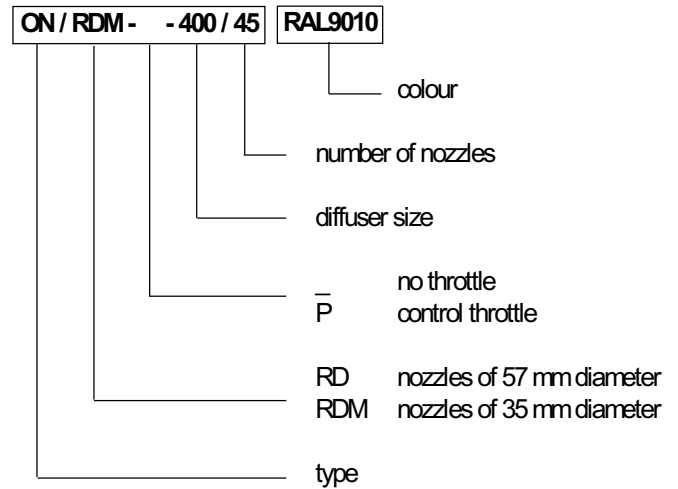 ON / RDM - - 400 / 45 RAL9010
colour
number of nozzles
diffuser size
_ no throttle
P control throttle
RD nozzles of 57 mm diameter
RDM nozzles of 35 mm diameter
type